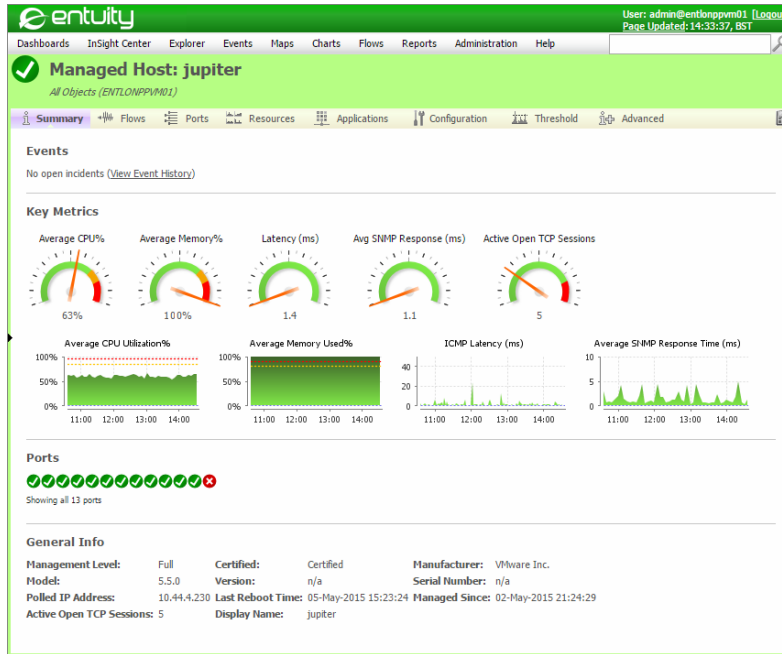 entuity
User: admin@entlonppvm01 [Logou
Page Updated: 14:33:37, BST
Dashboards InSight Center Explorer Events Maps Charts Flows Reports Administration Help
Managed Host: jupiter
All Objects (ENTLONPPVM01)
Summary Flows Ports Resources Applications Configuration Threshold Advanced
Events
No open incidents (View Event History)
Key Metrics
Average CPU% Average Memory% Latency (ms) Avg SNMP Response (ms) Active Open TCP Sessions
63% 100% 1.4 1.1 5
Average CPU Utilization% Average Memory Used% ICMP Latency (ms) Average SNMP Response Time (ms)
100% 100% 40 10
50% 50% 20 5
0% 0% 0 0
11:00 12:00 13:00 14:00 11:00 12:00 13:00 14:00 11:00 12:00 13:00 14:00 11:00 12:00 13:00 14:00
Ports
Showing all 13 ports
General Info
Management Level: Full Certified: Certified Manufacturer: VMware Inc.
Model: 5.5.0 Version: n/a Serial Number: n/a
Polled IP Address: 10.44.4.230 Last Reboot Time: 05-May-2015 15:23:24 Managed Since: 02-May-2015 21:24:29
Active Open TCP Sessions: 5 Display Name: jupiter